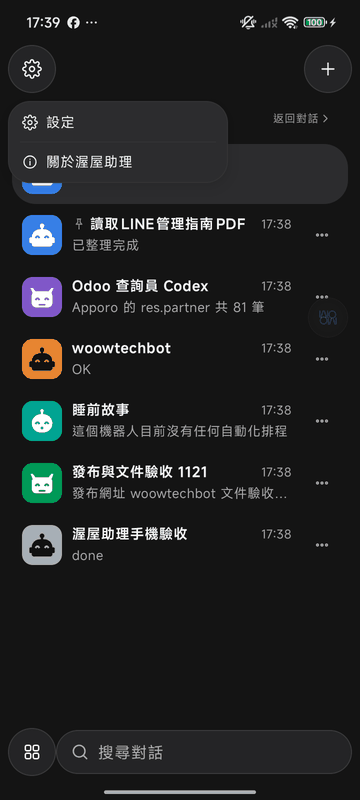 17:39
100
設定
返回對話
關於渥屋助理
讀取LINE管理指南PDF 17:38
已整理完成
Odoo 查詢員 Codex 17:38
Apporo 的 res.partner 共 81 筆
woowtechbot 17:38
OK
睡前故事 17:38
這個機器人目前沒有任何自動化排程
發布與文件驗收 1121 17:38
發布網址 woowtechbot 文件驗收...
渥屋助理手機驗收 17:38
done
搜尋對話